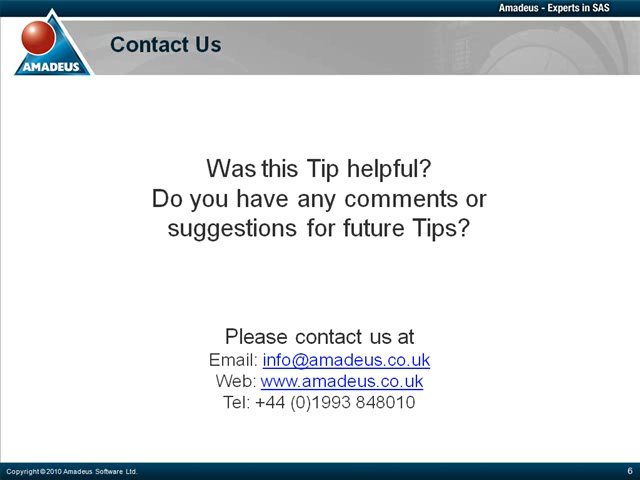 Amadeus - Experts in SAS
AMADEUS
Contact Us
Was this Tip helpful?
Do you have any comments or
suggestions for future Tips?
Please contact us at
Email: info@amadeus.co.uk
Web: www.amadeus.co.uk
Tel: +44 (0)1993 848010
Copyright © 2010 Amadeus Software Ltd.
6